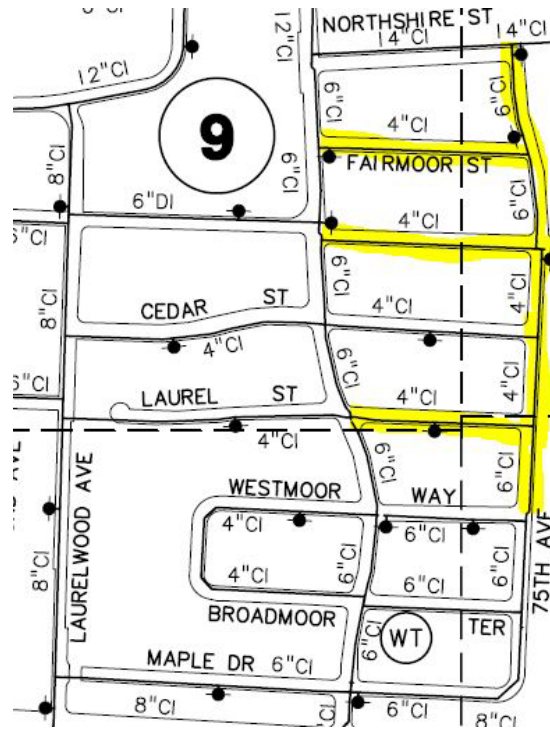 NORTHSHIRE ST
12"CI
14"CI
14"CI
12"CI
6"CI
6"CI
4"CI
9
8"CI
6"CI
FAIRMOOR ST
6"DI
4"CI
6"CI
8"CI
6"CI
CEDAR ST
4"CI
4"CI
4"CI
6"CI
4"CI
LAUREL ST
4"CI
4"CI
6"CI
6"CI
WESTMOOR WAY
LAURELWOOD AVE
4"CI
6"CI
8"CI
4"CI
6"CI
6"CI
6"CI
75TH AVE
BROADMOOR TER
6"CI
WT
MAPLE DR 6"CI
8"CI
6"CI
8"CI